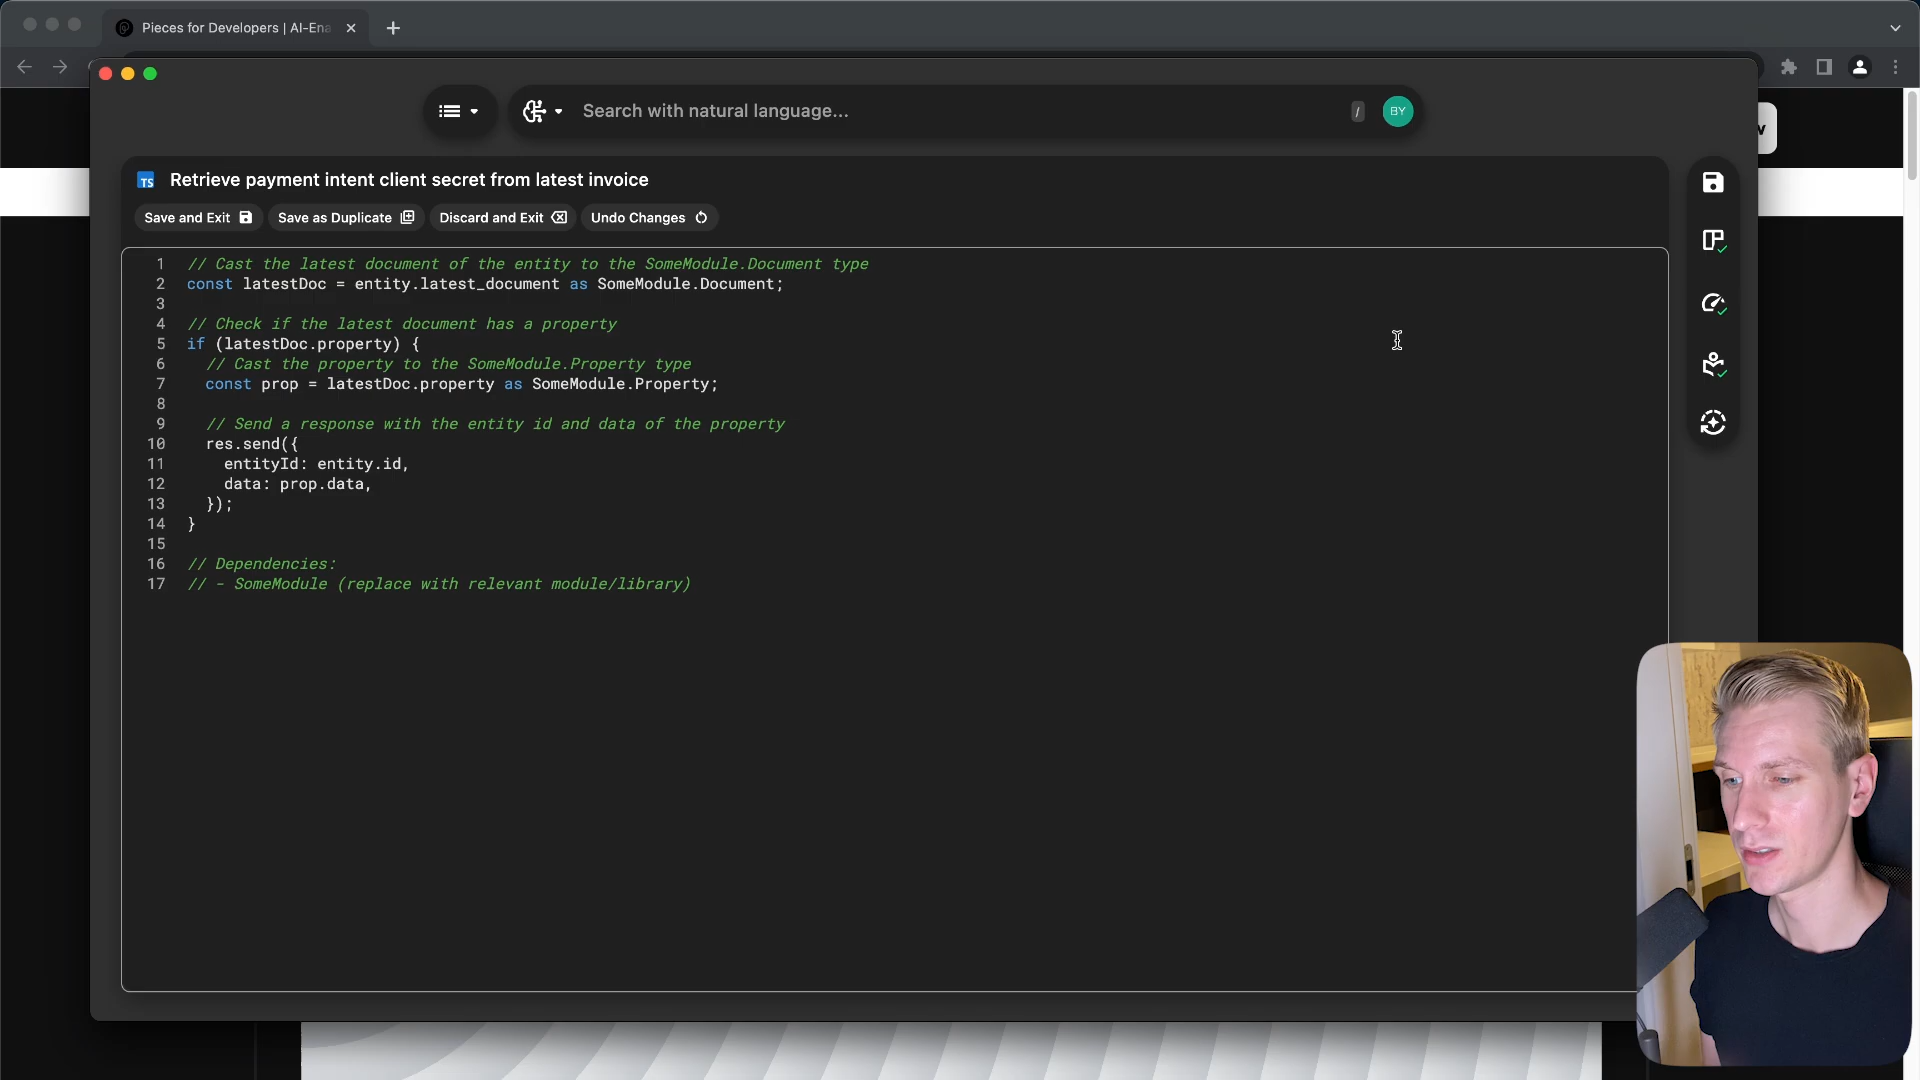 Pieces for Developers | AI-Ena
Search with natural language...
/
BY
TS
Retrieve payment intent client secret from latest invoice
Save and Exit
Save as Duplicate
Discard and Exit
Undo Changes
1 // Cast the latest document of the entity to the SomeModule.Document type
2 const latestDoc = entity.latest_document as SomeModule.Document;
3
4 // Check if the latest document has a property
5 if (latestDoc.property) {
6 // Cast the property to the SomeModule.Property type
7 const prop = latestDoc.property as SomeModule.Property;
8
9 // Send a response with the entity id and data of the property
10 res.send({
11 entityId: entity.id,
12 data: prop.data,
13 });
14 }
15
16 // Dependencies:
17 // - SomeModule (replace with relevant module/library)